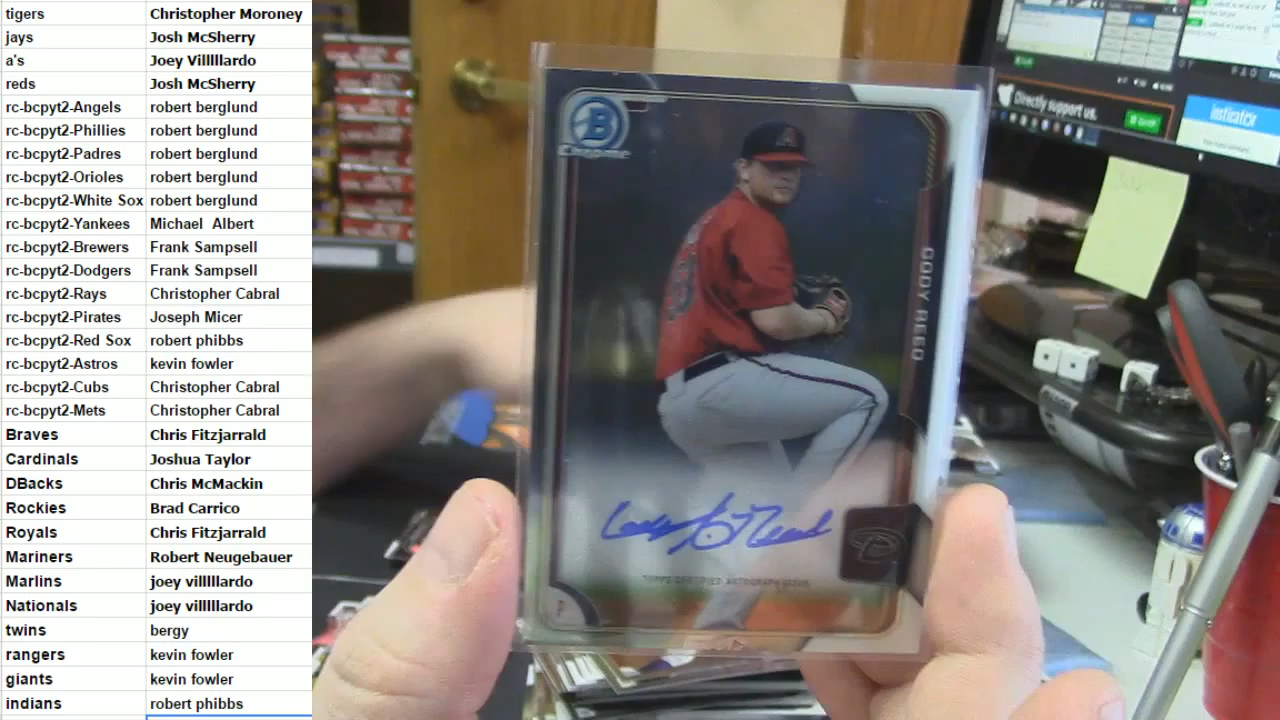 tigers Christopher Moroney
jays Josh McSherry
a's Joey Villlllardo
reds Josh McSherry
rc-bcpyt2-Angels robert berglund
rc-bcpyt2-Phillies robert berglund
rc-bcpyt2-Padres robert berglund
rc-bcpyt2-Orioles robert berglund
rc-bcpyt2-White Sox robert berglund
rc-bcpyt2-Yankees Michael Albert
rc-bcpyt2-Brewers Frank Sampsell
rc-bcpyt2-Dodgers Frank Sampsell
rc-bcpyt2-Rays Christopher Cabral
rc-bcpyt2-Pirates Joseph Micer
rc-bcpyt2-Red Sox robert phibbs
rc-bcpyt2-Astros kevin fowler
rc-bcpyt2-Cubs Christopher Cabral
rc-bcpyt2-Mets Christopher Cabral
Braves Chris Fitzjarrald
Cardinals Joshua Taylor
DBacks Chris McMackin
Rockies Brad Carrico
Royals Chris Fitzjarrald
Mariners Robert Neugebauer
Marlins joey villlllardo
Nationals joey villlllardo
twins bergy
rangers kevin fowler
giants kevin fowler
indians robert phibbs
B
Chrome
CODY REED
TOPPS CERTIFIED AUTOGRAPH ISSUE
P
A
Directly support us.
insticator